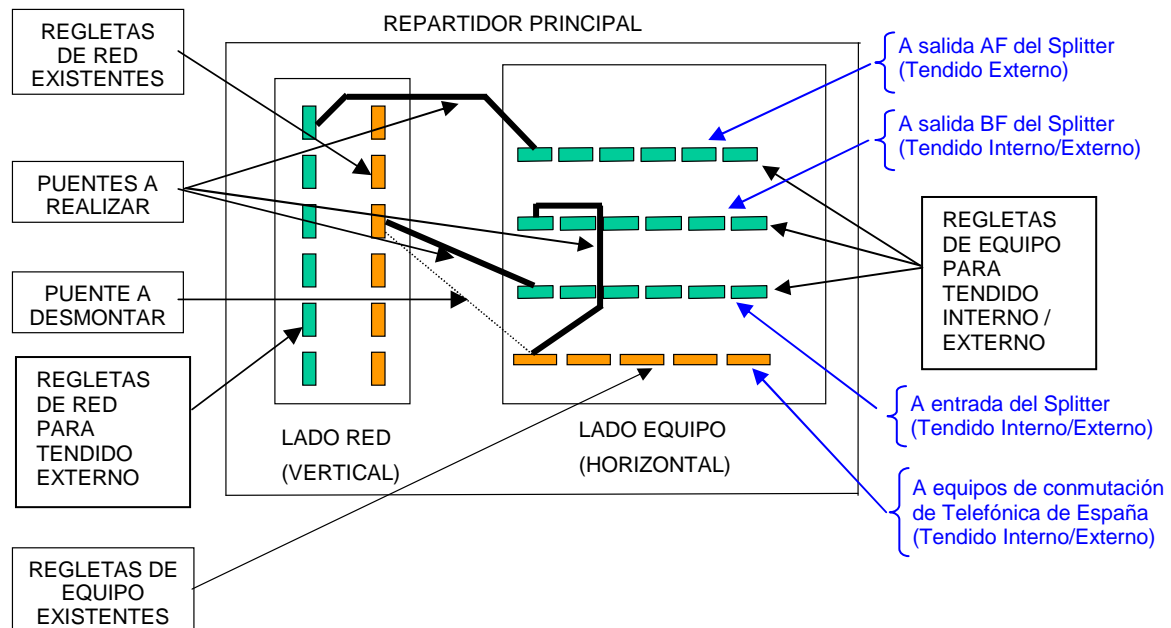 REPARTIDOR PRINCIPAL
REGLETAS
DE RED
EXISTENTES
PUENTES A
REALIZAR
PUENTE A
DESMONTAR
REGLETAS
DE RED
PARA
TENDIDO
EXTERNO
REGLETAS DE
EQUIPO
EXISTENTES
LADO RED
(VERTICAL)
LADO EQUIPO
(HORIZONTAL)
A salida AF del Splitter
(Tendido Externo)
A salida BF del Splitter
(Tendido Interno/Externo)
REGLETAS
DE EQUIPO
PARA
TENDIDO
INTERNO /
EXTERNO
A entrada del Splitter
(Tendido Interno/Externo)
A equipos de conmutación
de Telefónica de España
(Tendido Interno/Externo)